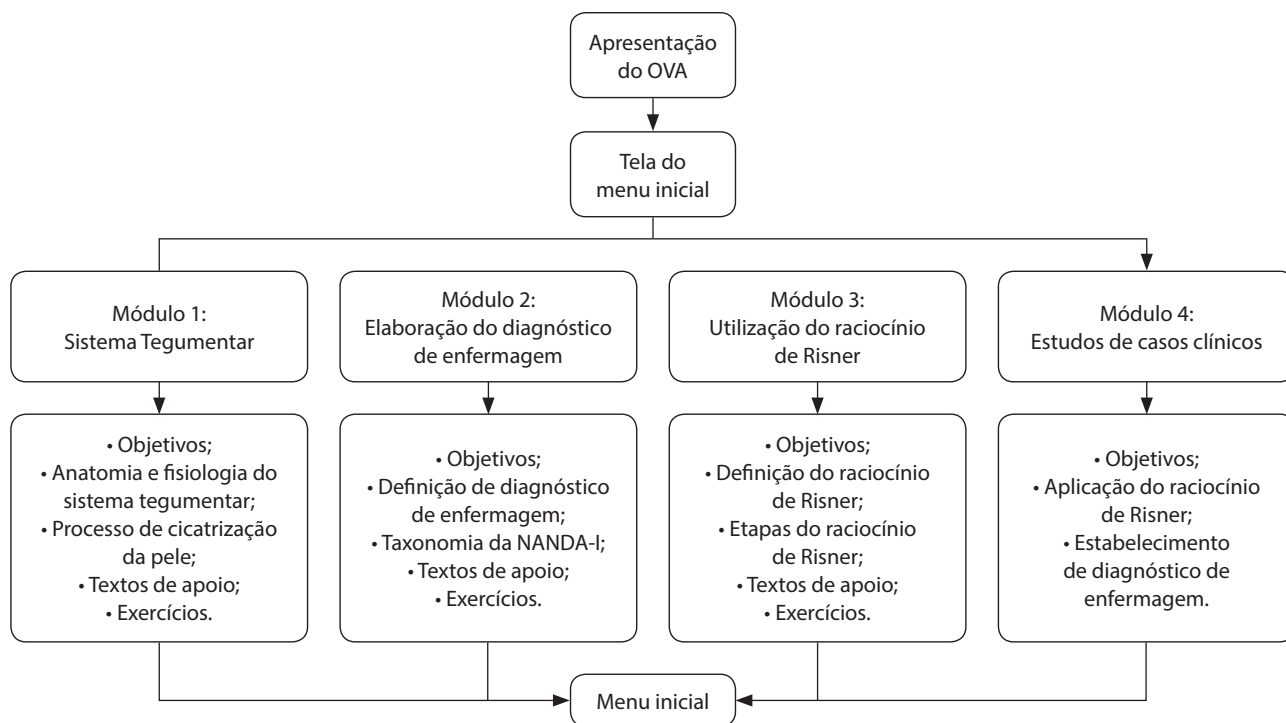 Apresentação
do OVA
Tela do
menu inicial
Módulo 1:
Sistema Tegumentar
Módulo 2:
Elaboração do diagnóstico
de enfermagem
Módulo 3:
Utilização do raciocínio
de Risner
Módulo 4:
Estudos de casos clínicos
• Objetivos;
• Anatomia e fisiologia do
sistema tegumentar;
• Processo de cicatrização
da pele;
• Textos de apoio;
• Exercícios.
• Objetivos;
• Definição de diagnóstico
de enfermagem;
• Taxonomia da NANDA-I;
• Textos de apoio;
• Exercícios.
• Objetivos;
• Definição do raciocínio
de Risner;
• Etapas do raciocínio
de Risner;
• Textos de apoio;
• Exercícios.
• Objetivos;
• Aplicação do raciocínio
de Risner;
• Estabelecimento
de diagnóstico de
enfermagem.
Menu inicial